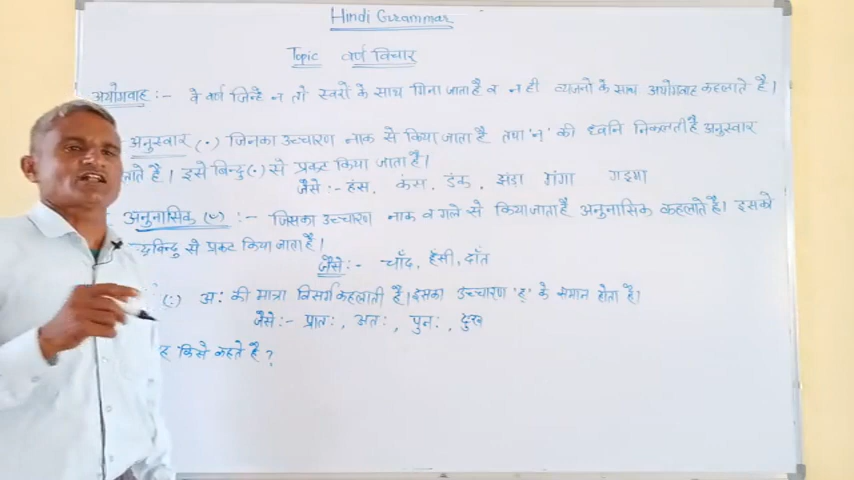 Hindi Grammar
Topic वर्ण विचार
अयोगवाह :- वे वर्ण जिन्हे न तो स्वरो के साथ गिना जाता है व न ही व्यंजनो के साथ अयोगवाह कहलाते है।
अनुस्वार (•) जिनका उच्चारण नाक से किया जाता है तथा 'न्' की ध्वनि निकलती है अनुस्वार
लाते है। इसे बिन्दु (•) से प्रकट किया जाता है।
जैसे :- हंस, कंस, डंक, झंडा गंगा
अनुनासिक (ँ) :- जिसका उच्चारण नाक व गले से किया जाता है अनुनासिक कहलाते है। इसको
द्रबिन्दु से प्रकट किया जाता है।
जैसे :- चाँद, हँसी, दाँत
(:) अ: की मात्रा विसर्ग कहलाती है। इसका उच्चारण 'ह्' के समान होता है।
जैसे :- प्रातः, अतः, पुनः, दुख
ह किसे कहते है ?